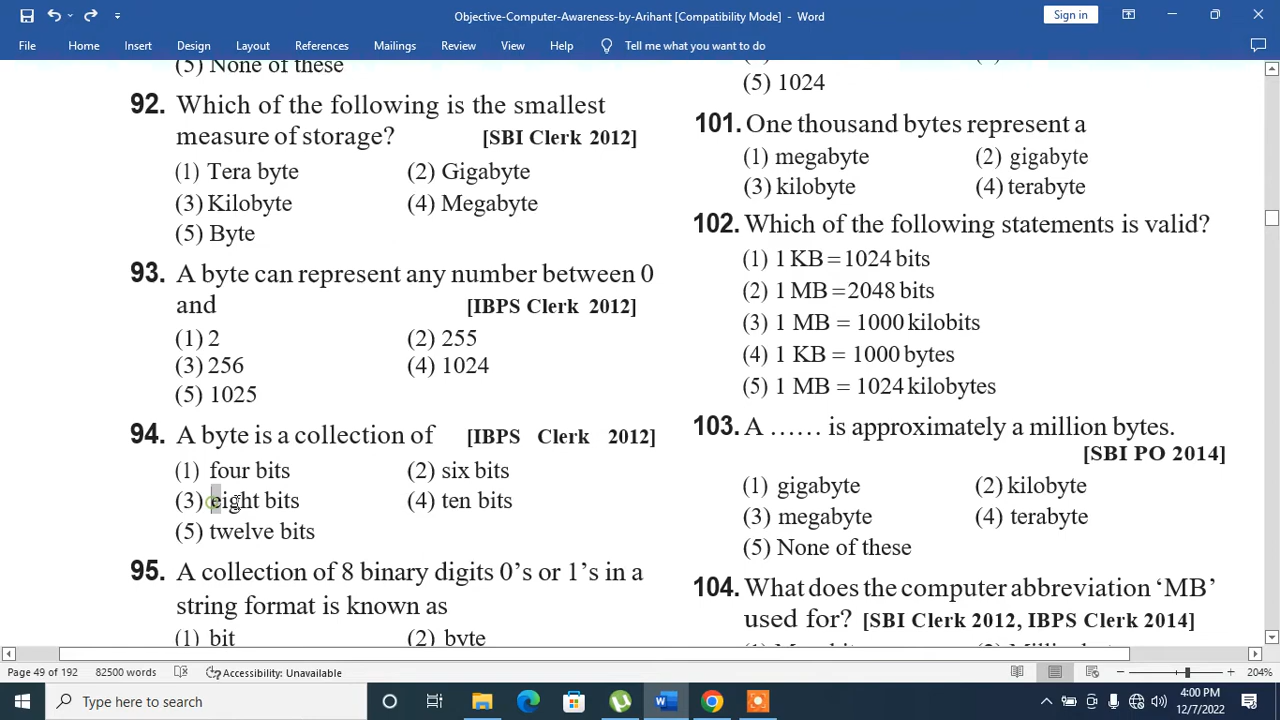 Objective-Computer-Awareness-by-Arihant [Compatibility Mode] - Word
Sign in
File Home Insert Design Layout References Mailings Review View Help Tell me what you want to do
(5) None of these
92. Which of the following is the smallest
measure of storage? [SBI Clerk 2012]
(1) Tera byte (2) Gigabyte
(3) Kilobyte (4) Megabyte
(5) Byte
93. A byte can represent any number between 0
and [IBPS Clerk 2012]
(1) 2 (2) 255
(3) 256 (4) 1024
(5) 1025
94. A byte is a collection of [IBPS Clerk 2012]
(1) four bits (2) six bits
(3) eight bits (4) ten bits
(5) twelve bits
95. A collection of 8 binary digits 0's or 1's in a
string format is known as
(1) bit (2) byte
(5) 1024
101. One thousand bytes represent a
(1) megabyte (2) gigabyte
(3) kilobyte (4) terabyte
102. Which of the following statements is valid?
(1) 1 KB = 1024 bits
(2) 1 MB = 2048 bits
(3) 1 MB = 1000 kilobits
(4) 1 KB = 1000 bytes
(5) 1 MB = 1024 kilobytes
103. A …… is approximately a million bytes.
[SBI PO 2014]
(1) gigabyte (2) kilobyte
(3) megabyte (4) terabyte
(5) None of these
104. What does the computer abbreviation 'MB'
used for? [SBI Clerk 2012, IBPS Clerk 2014]
Page 49 of 192 82500 words Accessibility: Unavailable 204%
Type here to search
4:00 PM
12/7/2022